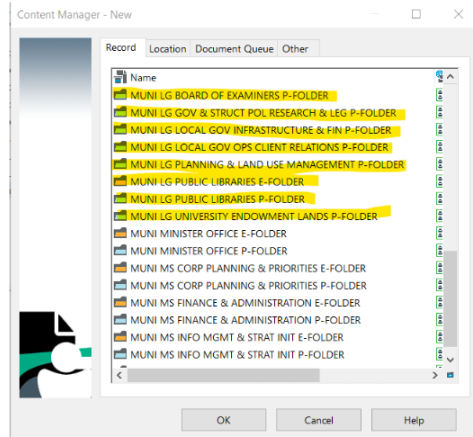 Content Manager - New
Record Location Document Queue Other
Name
MUNI LG BOARD OF EXAMINERS P-FOLDER
MUNI LG GOV & STRUCT POL RESEARCH & LEG P-FOLDER
MUNI LG LOCAL GOV INFRASTRUCTURE & FIN P-FOLDER
MUNI LG LOCAL GOV OPS CLIENT RELATIONS P-FOLDER
MUNI LG PLANNING & LAND USE MANAGEMENT P-FOLDER
MUNI LG PUBLIC LIBRARIES E-FOLDER
MUNI LG PUBLIC LIBRARIES P-FOLDER
MUNI LG UNIVERSITY ENDOWMENT LANDS P-FOLDER
MUNI MINISTER OFFICE E-FOLDER
MUNI MINISTER OFFICE P-FOLDER
MUNI MS CORP PLANNING & PRIORITIES E-FOLDER
MUNI MS CORP PLANNING & PRIORITIES P-FOLDER
MUNI MS FINANCE & ADMINISTRATION E-FOLDER
MUNI MS FINANCE & ADMINISTRATION P-FOLDER
MUNI MS INFO MGMT & STRAT INIT E-FOLDER
MUNI MS INFO MGMT & STRAT INIT P-FOLDER
OK Cancel Help